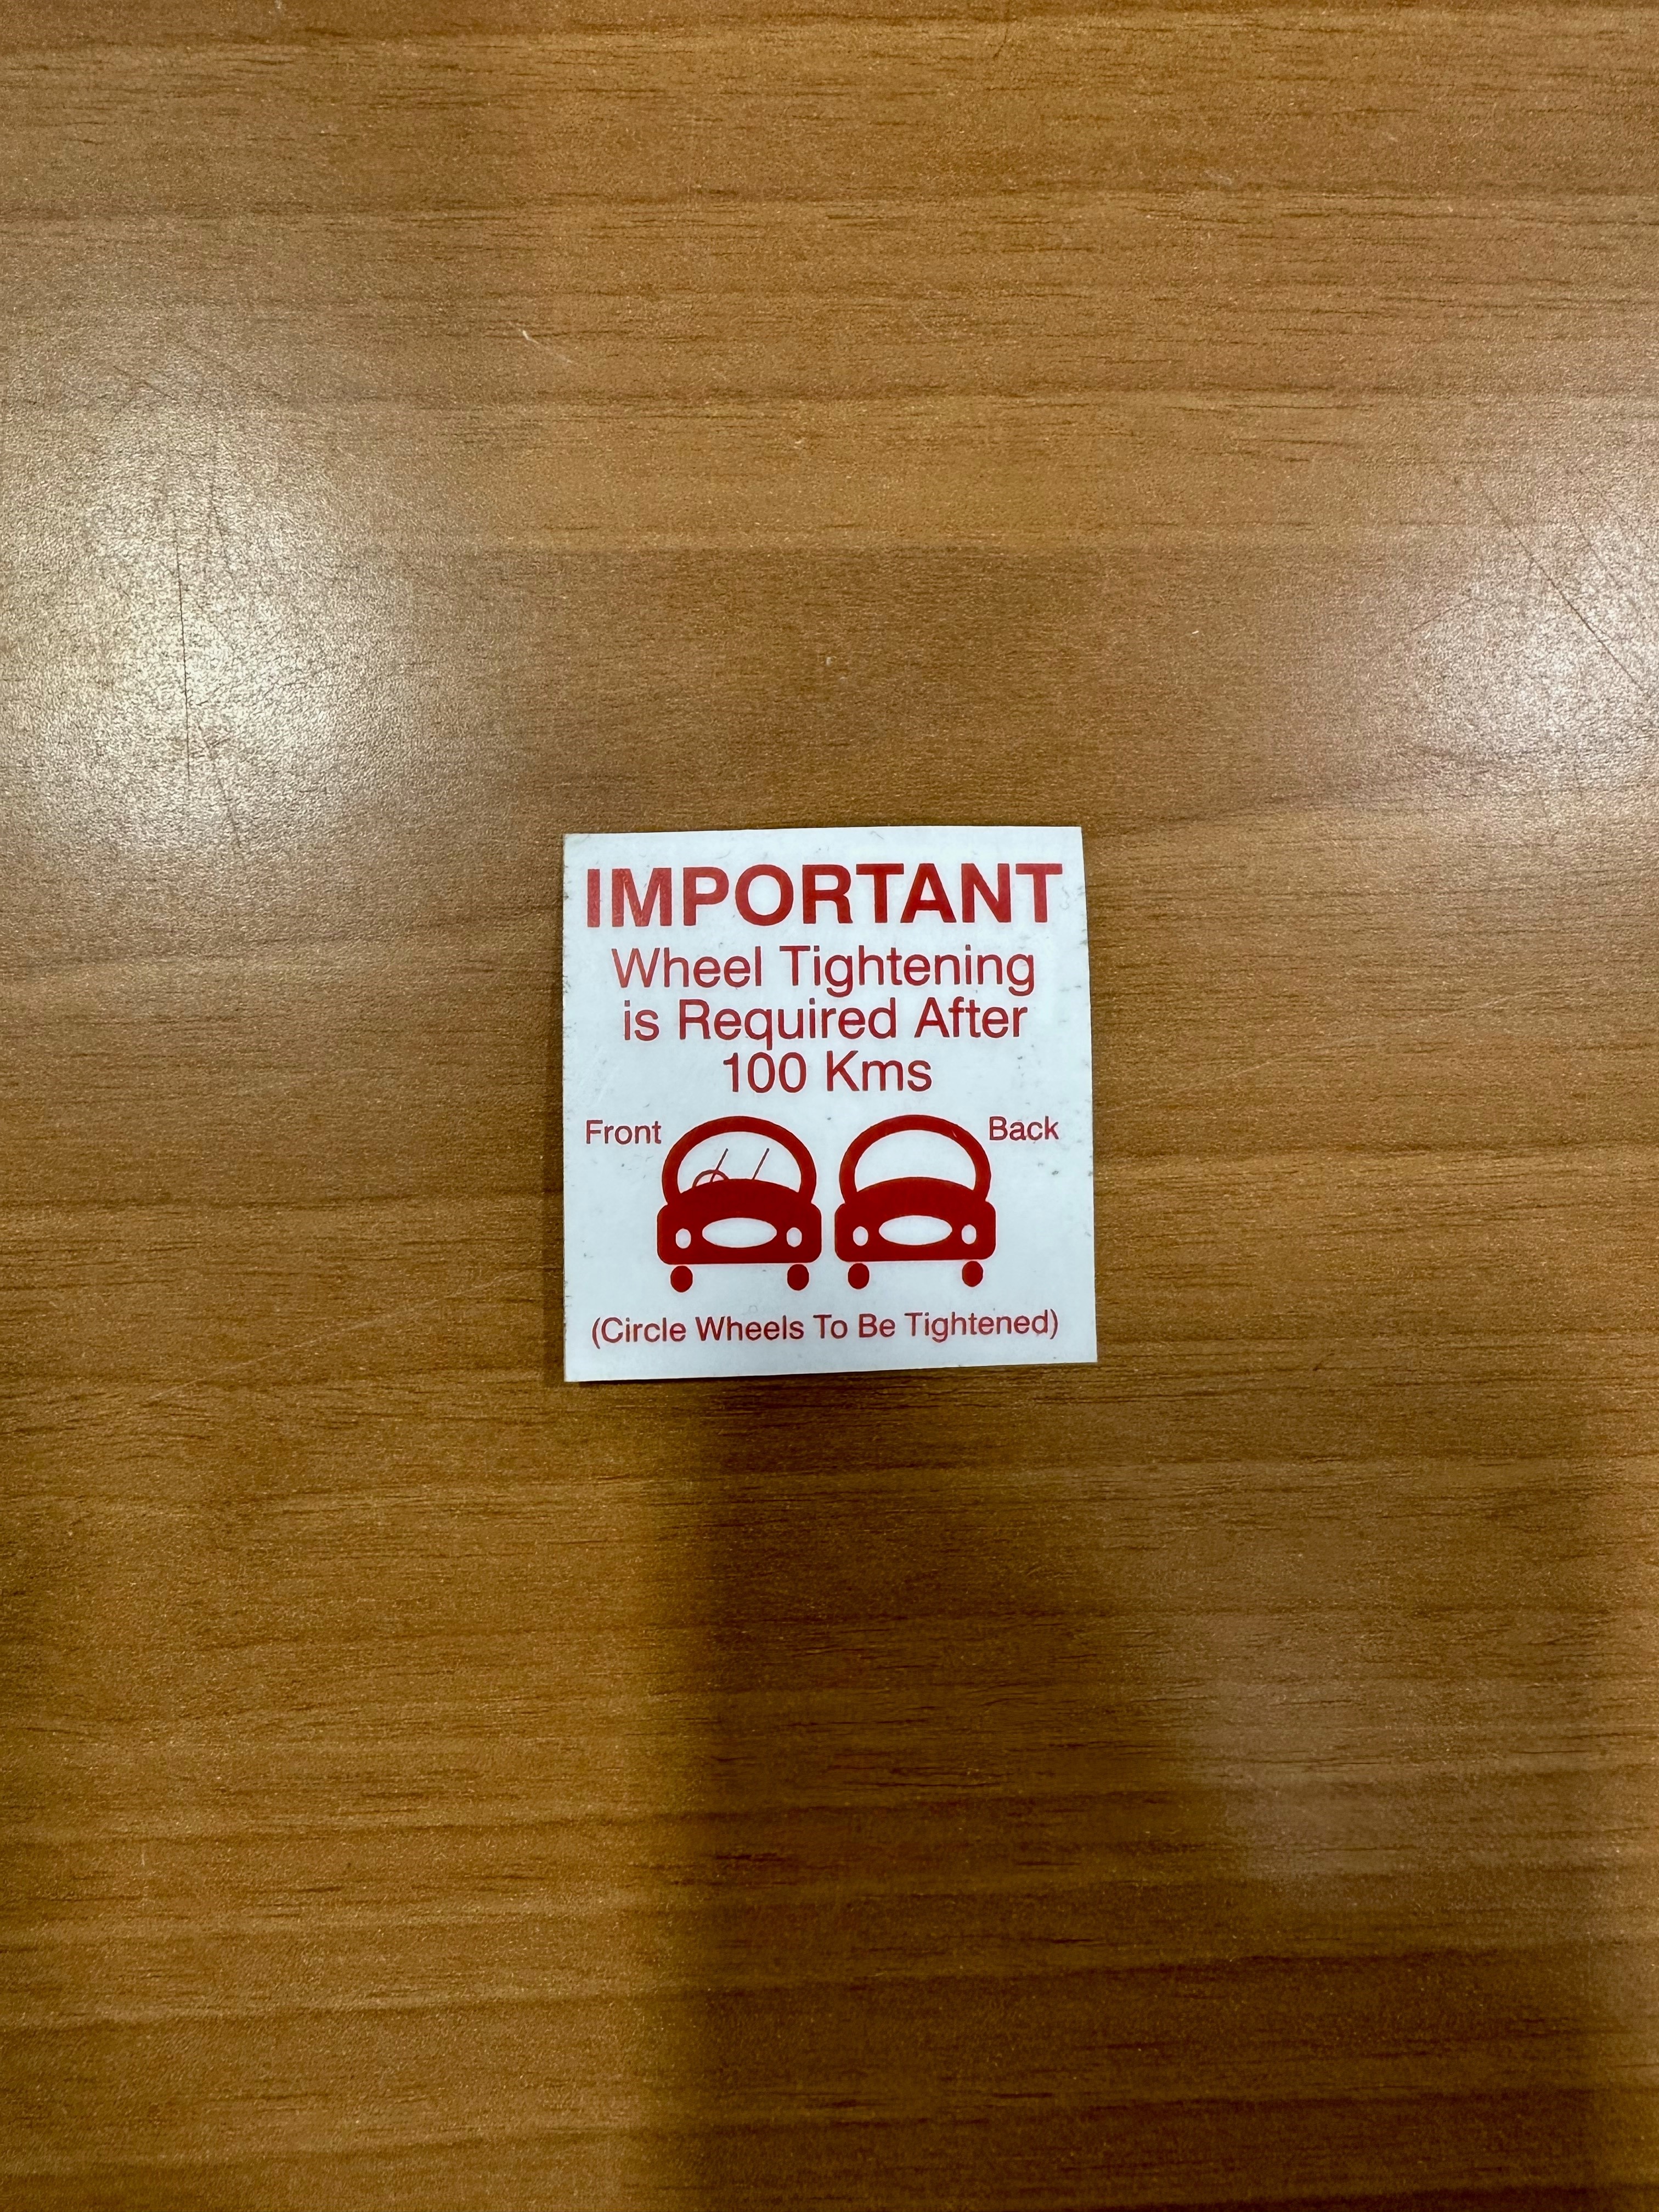 IMPORTANT
Wheel Tightening
is Required After
100 Kms
Front
Back
(Circle Wheels To Be Tightened)